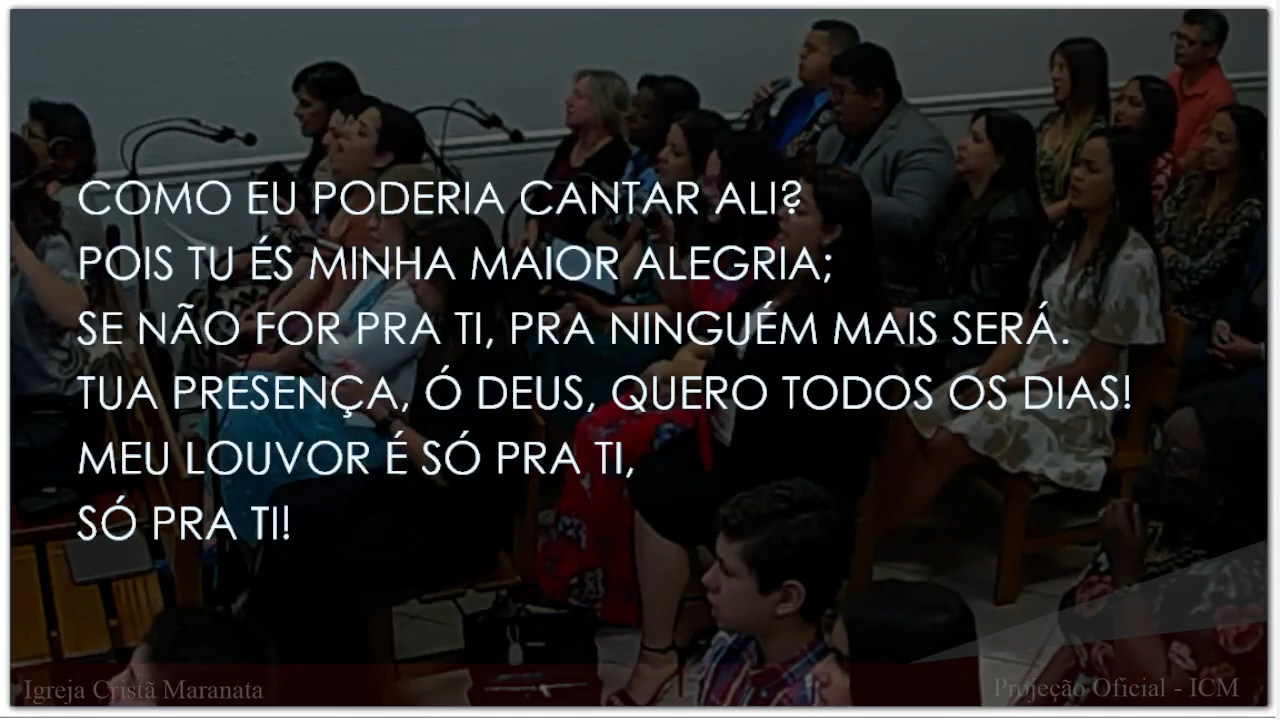 COMO EU PODERIA CANTAR ALI?
POIS TU ÉS MINHA MAIOR ALEGRIA;
SE NÃO FOR PRA TI, PRA NINGUÉM MAIS SERÁ.
TUA PRESENÇA, Ó DEUS, QUERO TODOS OS DIAS!
MEU LOUVOR É SÓ PRA TI,
SÓ PRA TI!
Igreja Cristã Maranata
Projeção Oficial - ICM